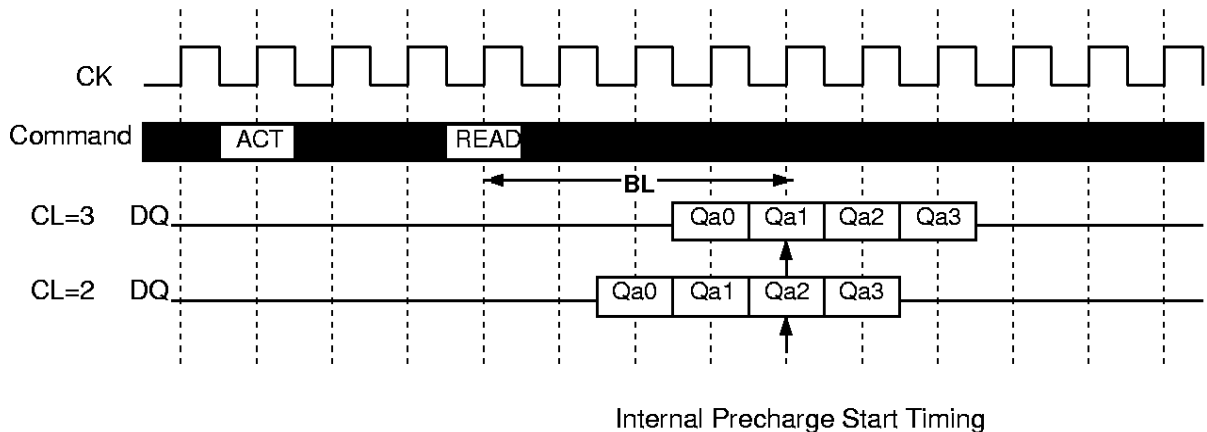 CK
Command ACT READ
BL
CL=3 DQ Qa0 Qa1 Qa2 Qa3
CL=2 DQ Qa0 Qa1 Qa2 Qa3
Internal Precharge Start Timing